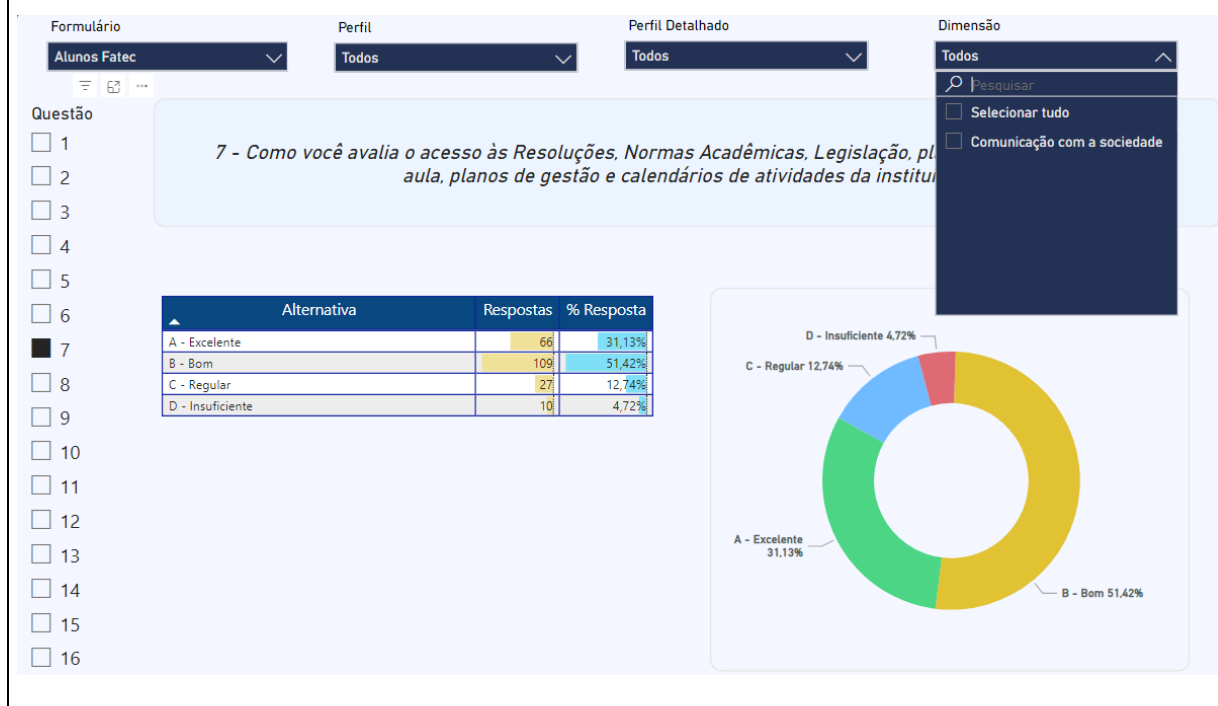 Formulário
Perfil
Perfil Detalhado
Dimensão
Alunos Fatec
Todos
Todos
Todos
Pesquisar
Selecionar tudo
Comunicação com a sociedade
Questão
1
2
3
4
5
6
7
8
9
10
11
12
13
14
15
16
7 - Como você avalia o acesso às Resoluções, Normas Acadêmicas, Legislação,
aula, planos de gestão e calendários de atividades da
Alternativa Respostas % Resposta
A - Excelente 66 31,13%
B - Bom 109 51,42%
C - Regular 27 12,74%
D - Insuficiente 10 4,72%
D - Insuficiente 4,72%
C - Regular 12,74%
A - Excelente
31,13%
B - Bom 51,42%